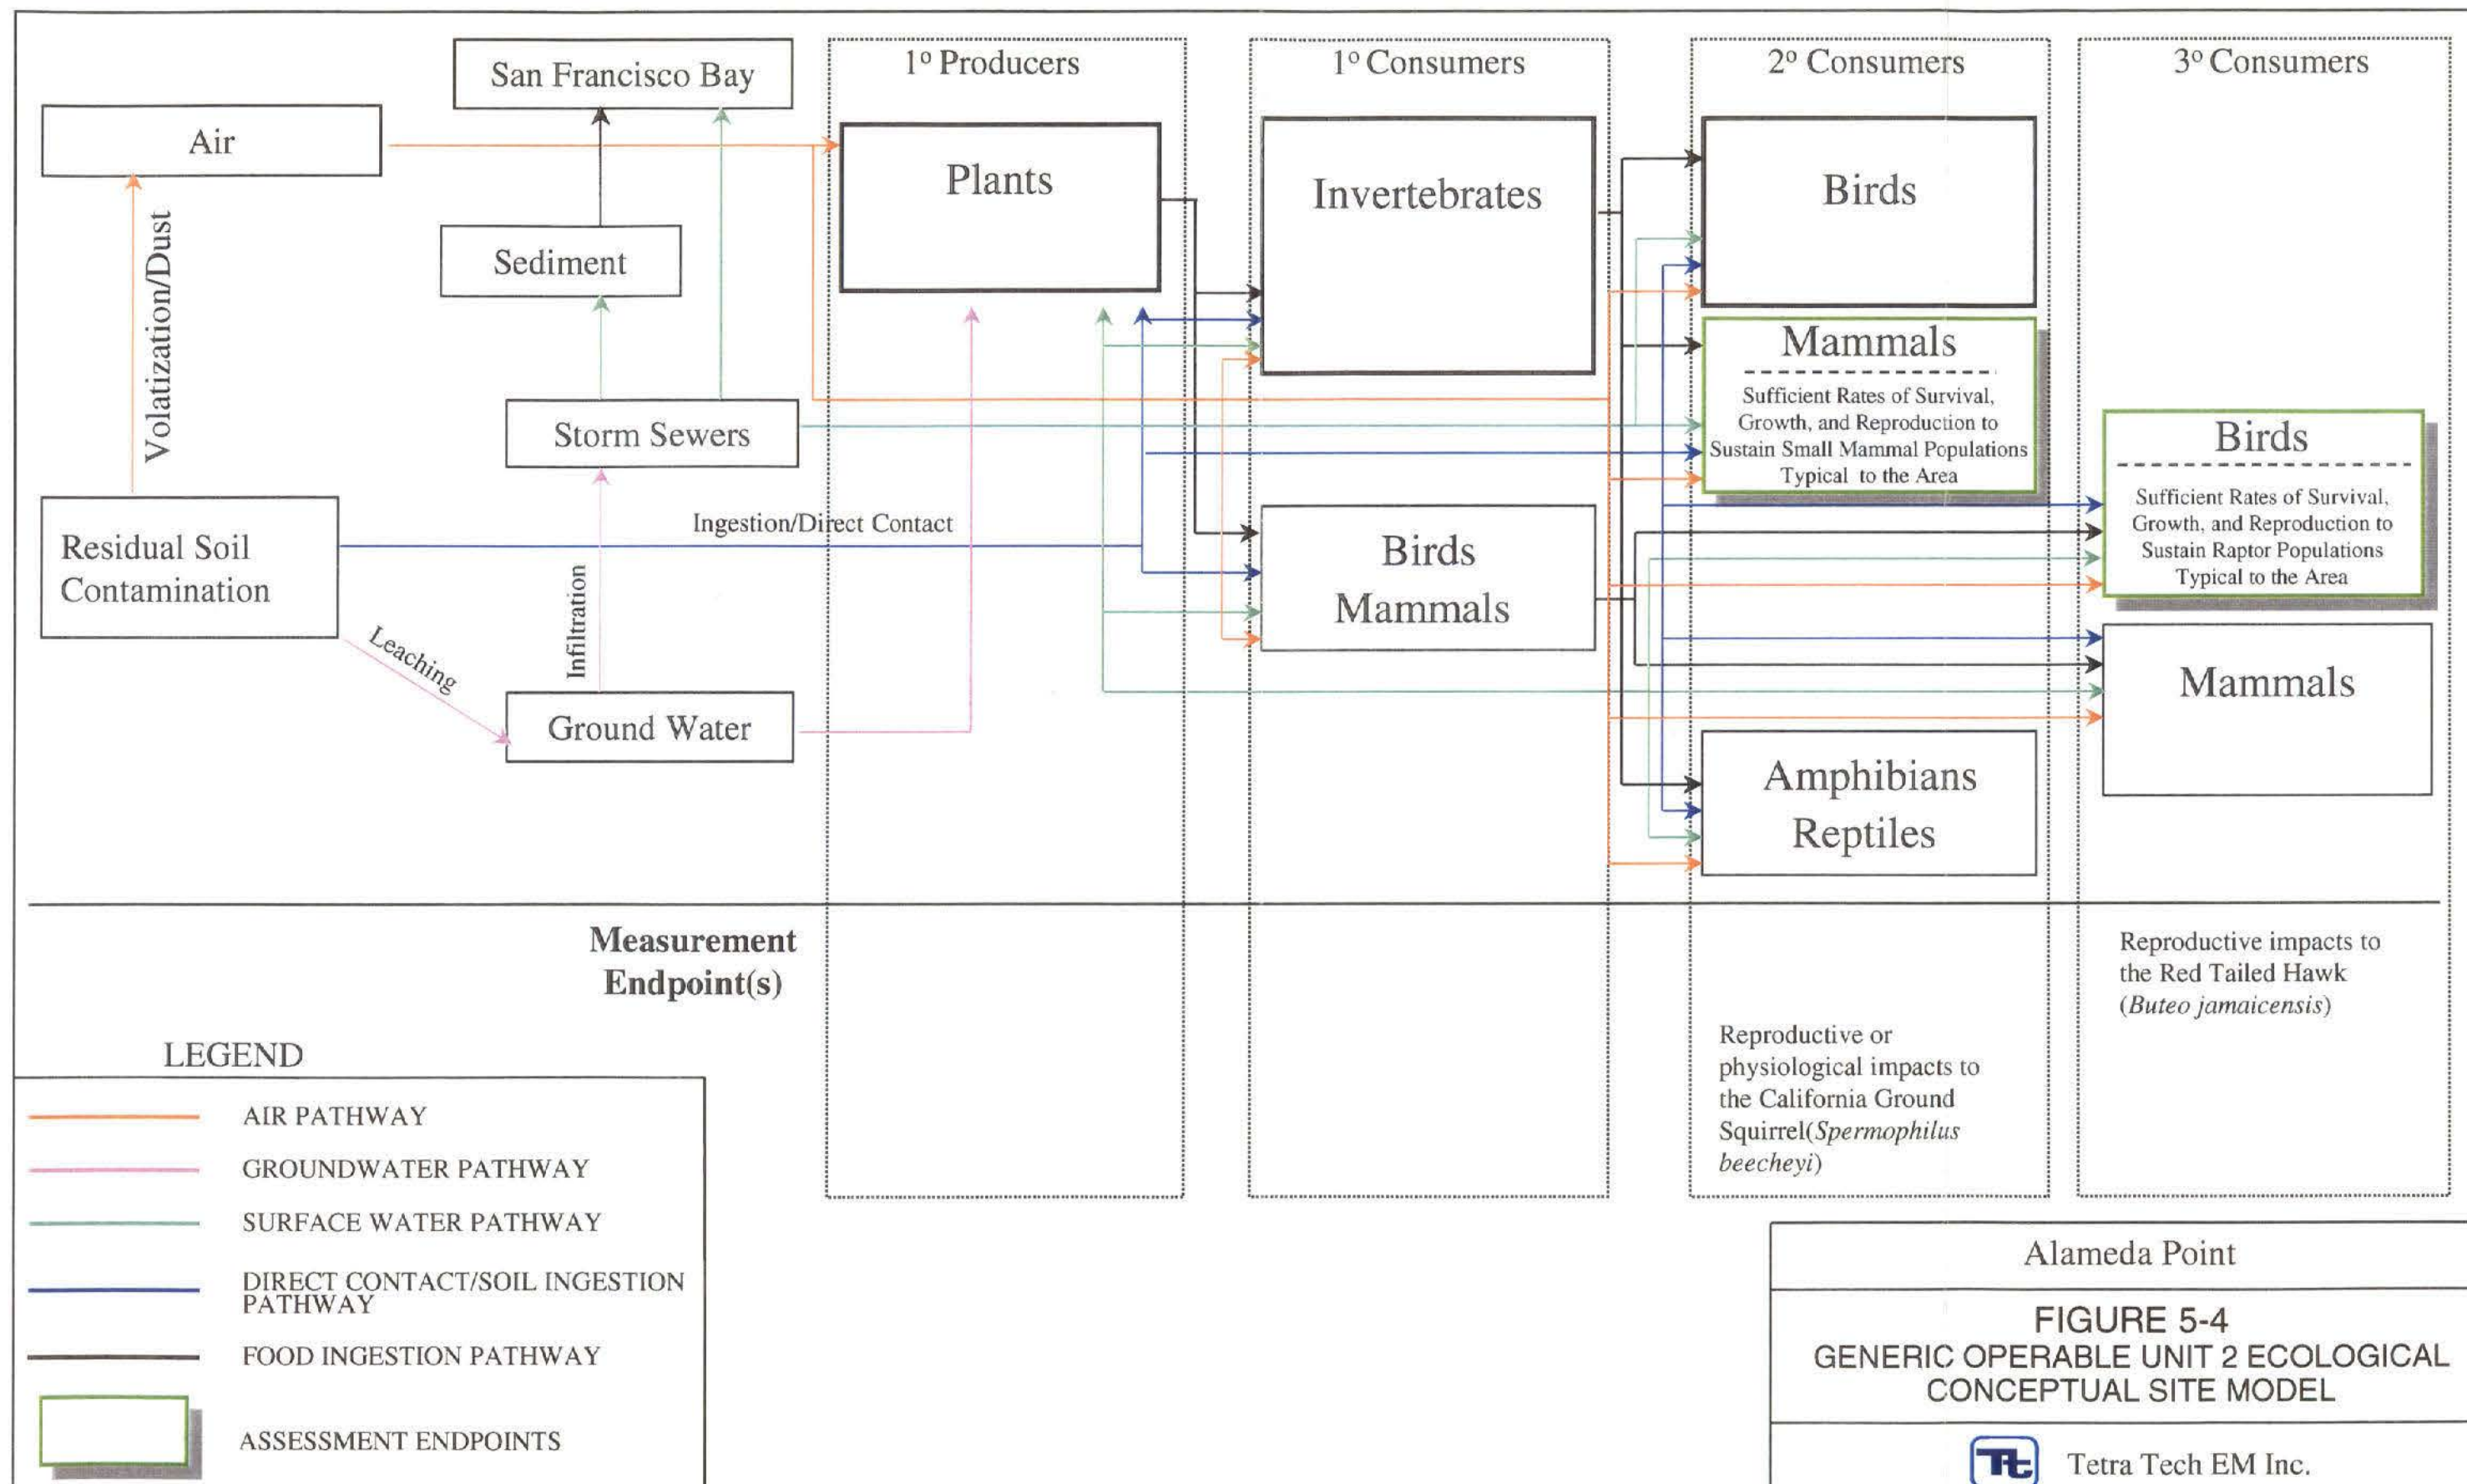 San Francisco Bay
Air
Volatization/Dust
Sediment
Storm Sewers
Residual Soil
Contamination
Ingestion/Direct Contact
Infiltration
Leaching
Ground Water
1º Producers
Plants
1º Consumers
Invertebrates
Birds
Mammals
2º Consumers
Birds
Mammals
Sufficient Rates of Survival,
Growth, and Reproduction to
Sustain Small Mammal Populations
Typical to the Area
Amphibians
Reptiles
3º Consumers
Birds
Sufficient Rates of Survival,
Growth, and Reproduction to
Sustain Raptor Populations
Typical to the Area
Mammals
Measurement
Endpoint(s)
Reproductive or
physiological impacts to
the California Ground
Squirrel(Spermophilus
beecheyi)
Reproductive impacts to
the Red Tailed Hawk
(Buteo jamaicensis)
LEGEND
AIR PATHWAY
GROUNDWATER PATHWAY
SURFACE WATER PATHWAY
DIRECT CONTACT/SOIL INGESTION
PATHWAY
FOOD INGESTION PATHWAY
ASSESSMENT ENDPOINTS
Alameda Point
FIGURE 5-4
GENERIC OPERABLE UNIT 2 ECOLOGICAL
CONCEPTUAL SITE MODEL
Tt
Tetra Tech EM Inc.